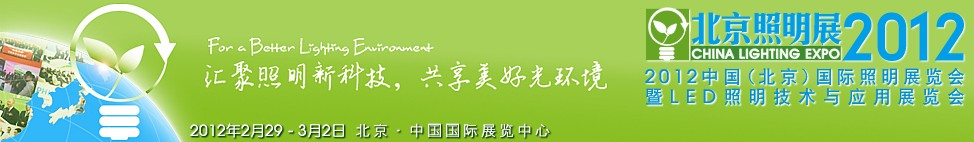 For a Better Lighting Environment
汇聚照明新科技，共享美好光环境
2012年2月29 - 3月2日 北京 · 中国国际展览中心
北京照明展2012
CHINA LIGHTING EXPO
2012中国（北京）国际照明展览会
暨LED照明技术与应用展览会